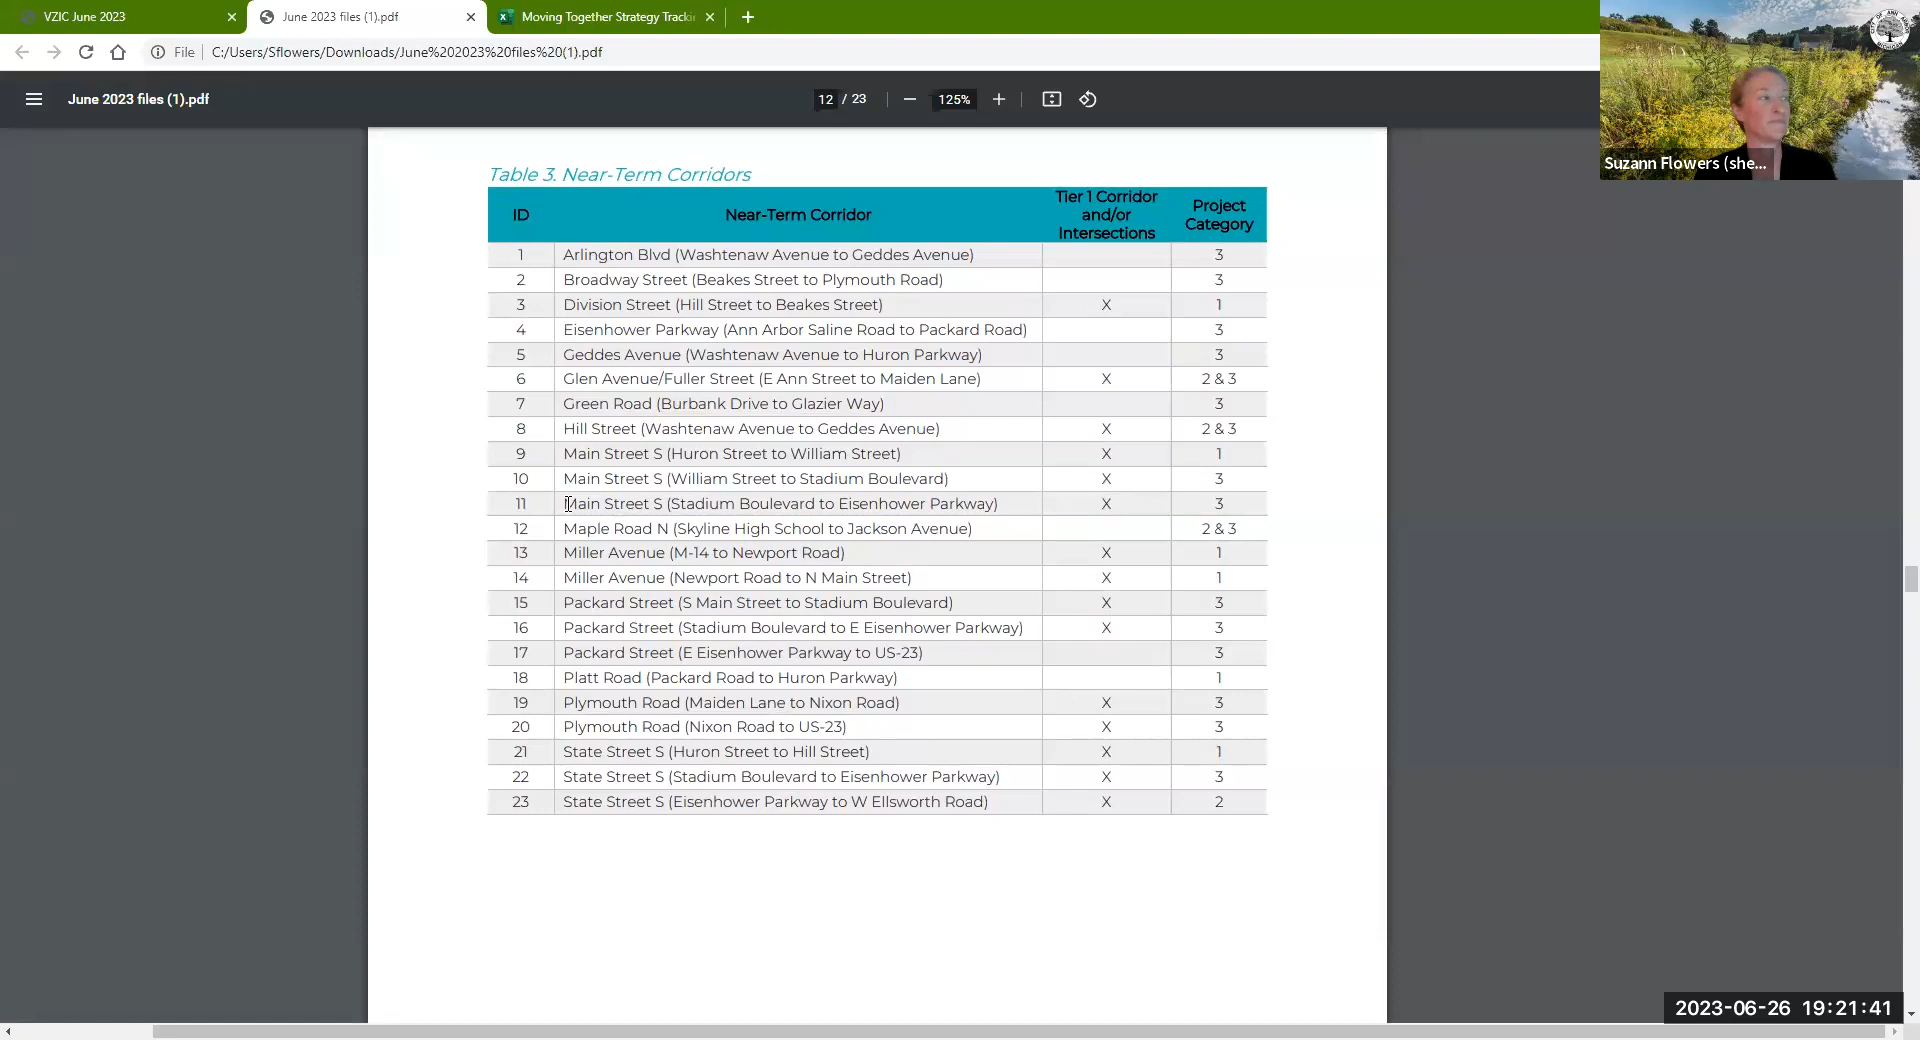 VZIC June 2023
June 2023 files (1).pdf
Moving Together Strategy Tracki
File
C:/Users/Sflowers/Downloads/June%202023%20files%20(1).pdf
June 2023 files (1).pdf
12 / 23
125%
Suzann Flowers (she...
Table 3. Near-Term Corridors
ID Near-Term Corridor Tier 1 Corridor and/or Intersections Project Category
1 Arlington Blvd (Washtenaw Avenue to Geddes Avenue) 3
2 Broadway Street (Beakes Street to Plymouth Road) 3
3 Division Street (Hill Street to Beakes Street) X 1
4 Eisenhower Parkway (Ann Arbor Saline Road to Packard Road) 3
5 Geddes Avenue (Washtenaw Avenue to Huron Parkway) 3
6 Glen Avenue/Fuller Street (E Ann Street to Maiden Lane) X 2 & 3
7 Green Road (Burbank Drive to Glazier Way) 3
8 Hill Street (Washtenaw Avenue to Geddes Avenue) X 2 & 3
9 Main Street S (Huron Street to William Street) X 1
10 Main Street S (William Street to Stadium Boulevard) X 3
11 Main Street S (Stadium Boulevard to Eisenhower Parkway) X 3
12 Maple Road N (Skyline High School to Jackson Avenue) 2 & 3
13 Miller Avenue (M-14 to Newport Road) X 1
14 Miller Avenue (Newport Road to N Main Street) X 1
15 Packard Street (S Main Street to Stadium Boulevard) X 3
16 Packard Street (Stadium Boulevard to E Eisenhower Parkway) X 3
17 Packard Street (E Eisenhower Parkway to US-23) 3
18 Platt Road (Packard Road to Huron Parkway) 1
19 Plymouth Road (Maiden Lane to Nixon Road) X 3
20 Plymouth Road (Nixon Road to US-23) X 3
21 State Street S (Huron Street to Hill Street) X 1
22 State Street S (Stadium Boulevard to Eisenhower Parkway) X 3
23 State Street S (Eisenhower Parkway to W Ellsworth Road) X 2
2023-06-26 19:21:41